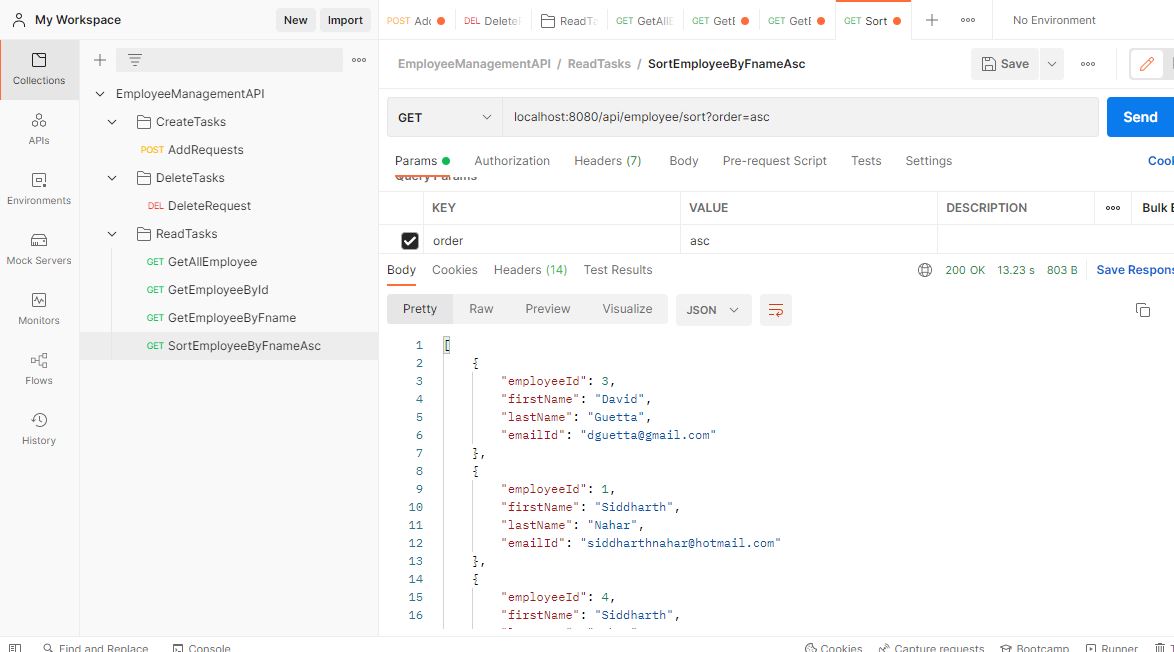 My Workspace New Import POST Add DEL Delete ReadTa GET GetAllE GET GetE GET GetE GET Sort No Environment
EmployeeManagementAPI / ReadTasks / SortEmployeeByFnameAsc Save
Collections
APIs
Environments
Mock Servers
Monitors
Flows
History
EmployeeManagementAPI
CreateTasks
POST AddRequests
DeleteTasks
DEL DeleteRequest
ReadTasks
GET GetAllEmployee
GET GetEmployeeById
GET GetEmployeeByFname
GET SortEmployeeByFnameAsc
GET localhost:8080/api/employee/sort?order=asc Send
Params Authorization Headers (7) Body Pre-request Script Tests Settings Cook
Query Params
KEY VALUE DESCRIPTION Bulk E
order asc
Body Cookies Headers (14) Test Results 200 OK 13.23 s 803 B Save Respons
Pretty Raw Preview Visualize JSON
1 [
2 {
3 "employeeId": 3,
4 "firstName": "David",
5 "lastName": "Guetta",
6 "emailId": "dguetta@gmail.com"
7 },
8 {
9 "employeeId": 1,
10 "firstName": "Siddharth",
11 "lastName": "Nahar",
12 "emailId": "siddharthnahar@hotmail.com"
13 },
14 {
15 "employeeId": 4,
16 "firstName": "Siddharth",
Find and Replace Console Cookies Capture requests Bootcamp Runner